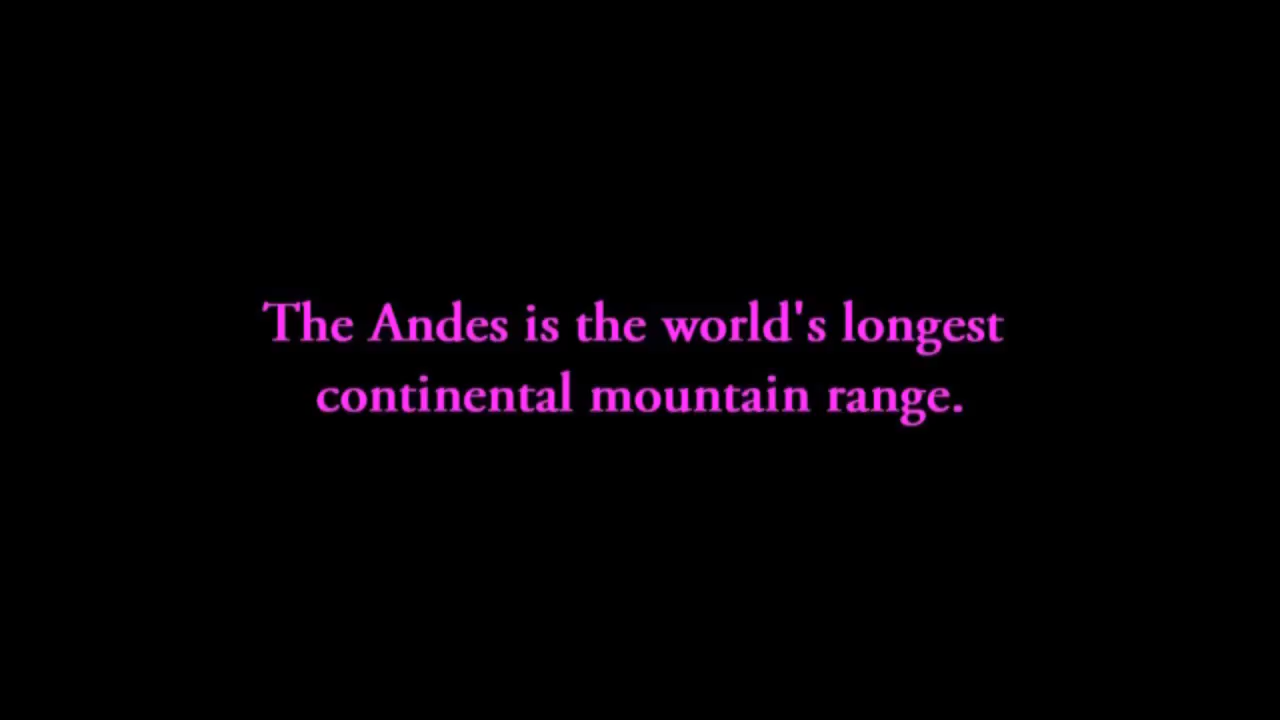 The Andes is the world's longest
continental mountain range.